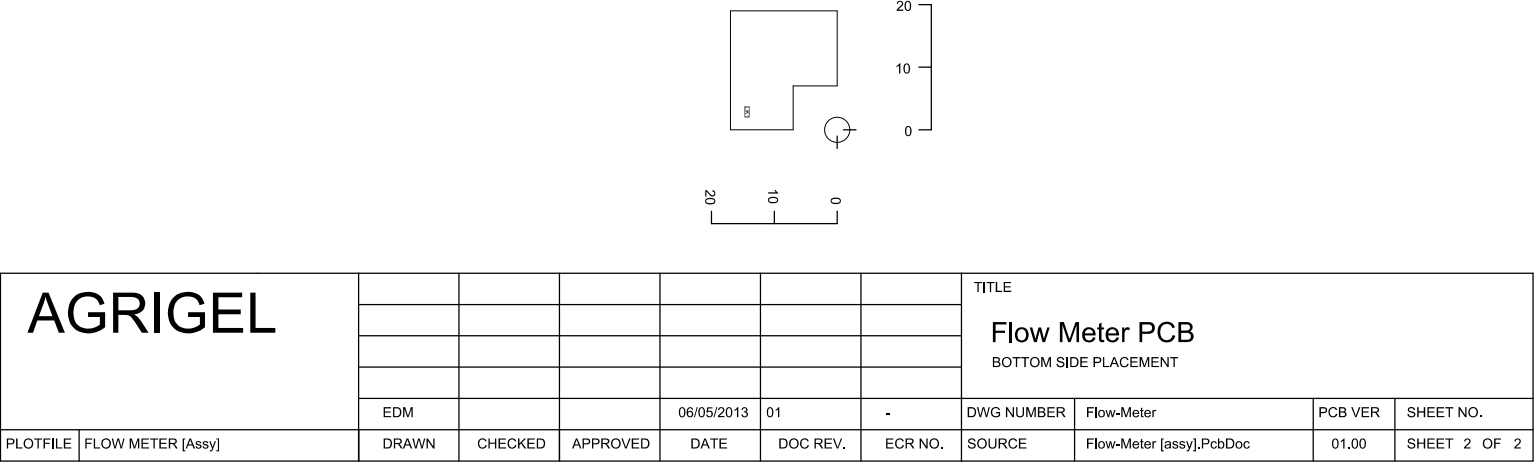 20
10
0
20
10
0
AGRIGEL
TITLE
Flow Meter PCB
BOTTOM SIDE PLACEMENT
EDM 06/05/2013 01 - DWG NUMBER Flow-Meter PCB VER SHEET NO.
PLOTFILE FLOW METER [Assy] DRAWN CHECKED APPROVED DATE DOC REV. ECR NO. SOURCE Flow-Meter [assy].PcbDoc 01.00 SHEET 2 OF 2